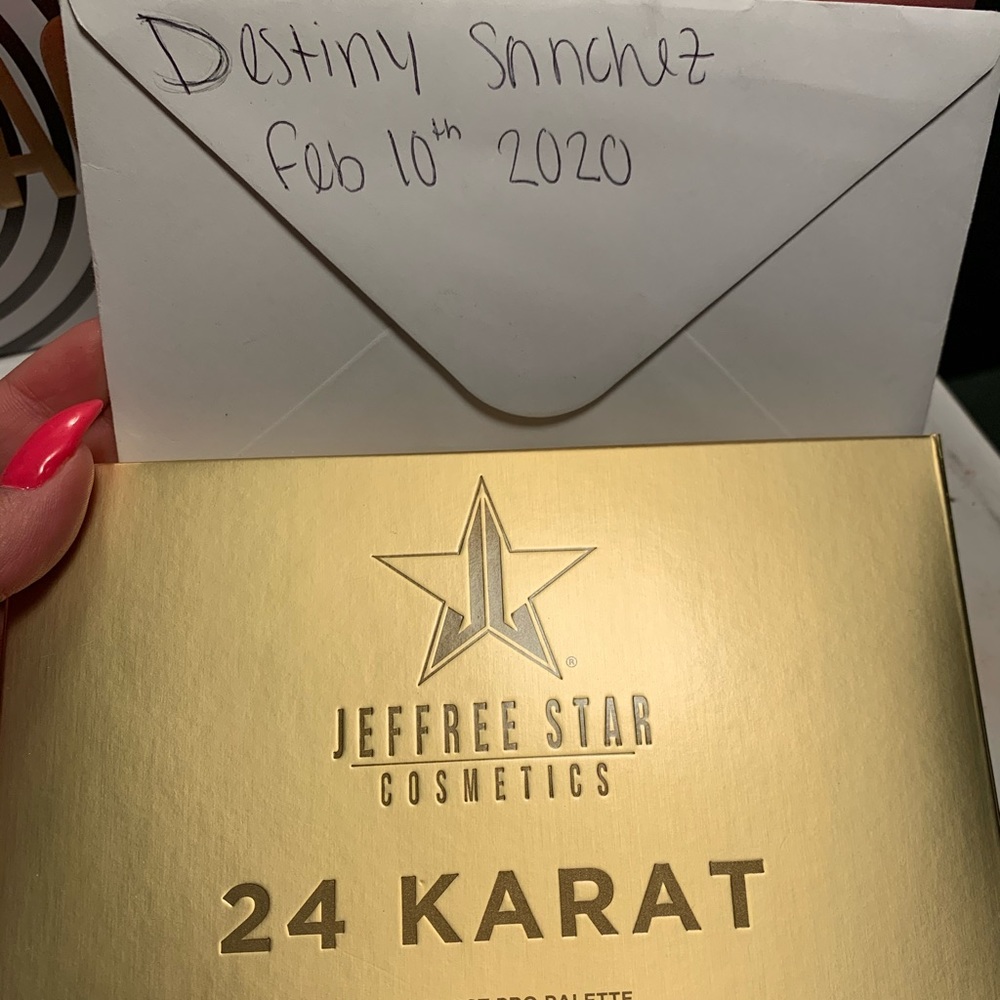 Destiny Sanchez
Feb 10th 2020
JEFFREE STAR
COSMETICS
24 KARAT
PRO PALETTE